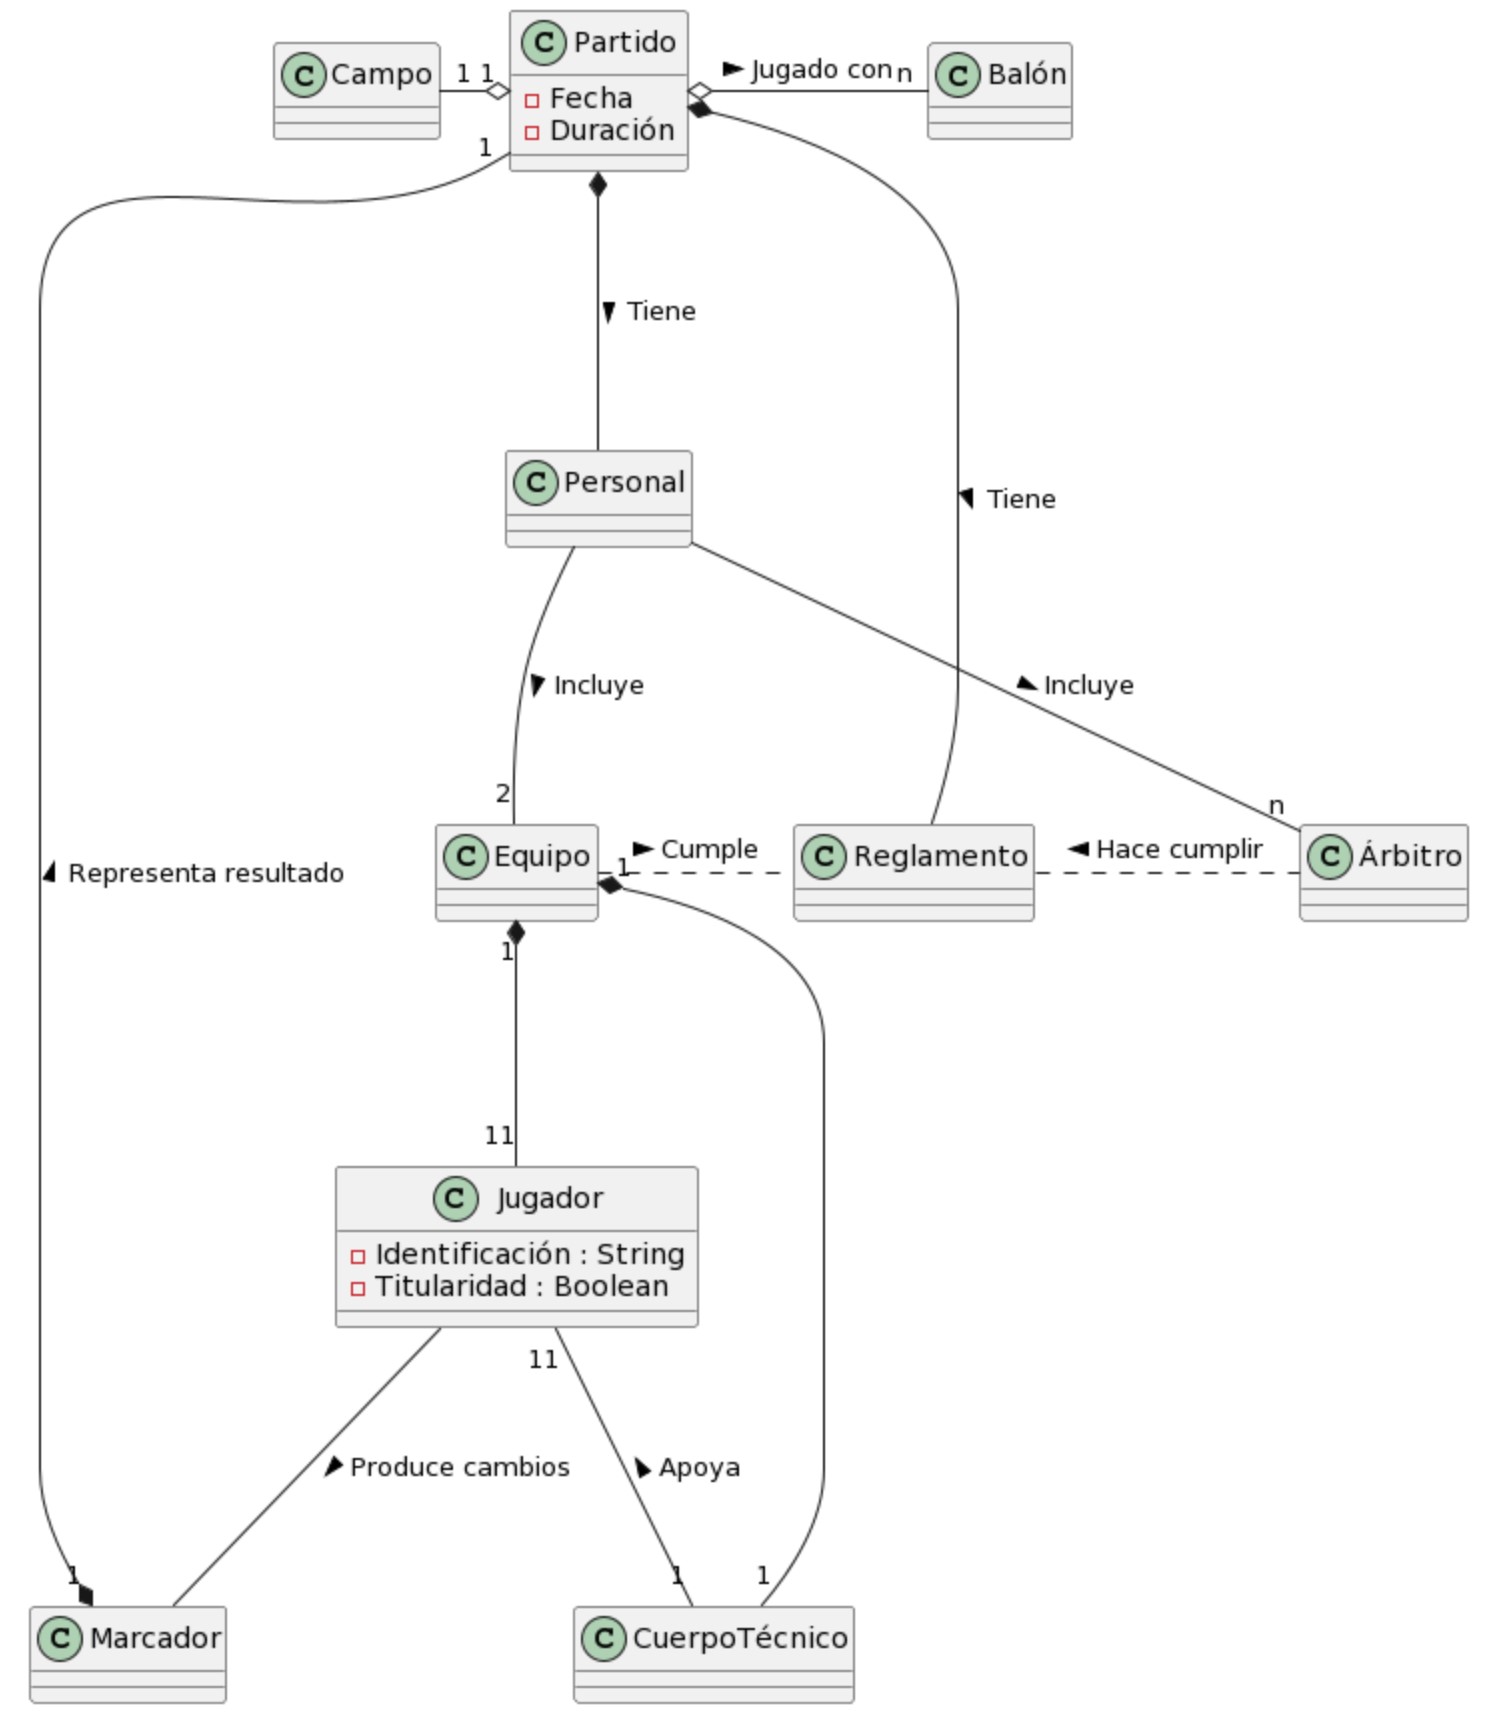 C Partido
Fecha
Duración
C Campo
1 1
Jugado con n
C Balón
1
Tiene
C Personal
Tiene
Incluye
Incluye
2
n
C Equipo
1
Cumple
C Reglamento
Hace cumplir
C Árbitro
Representa resultado
1
11
C Jugador
Identificación : String
Titularidad : Boolean
11
Produce cambios
Apoya
1
1
1
C Marcador
C CuerpoTécnico